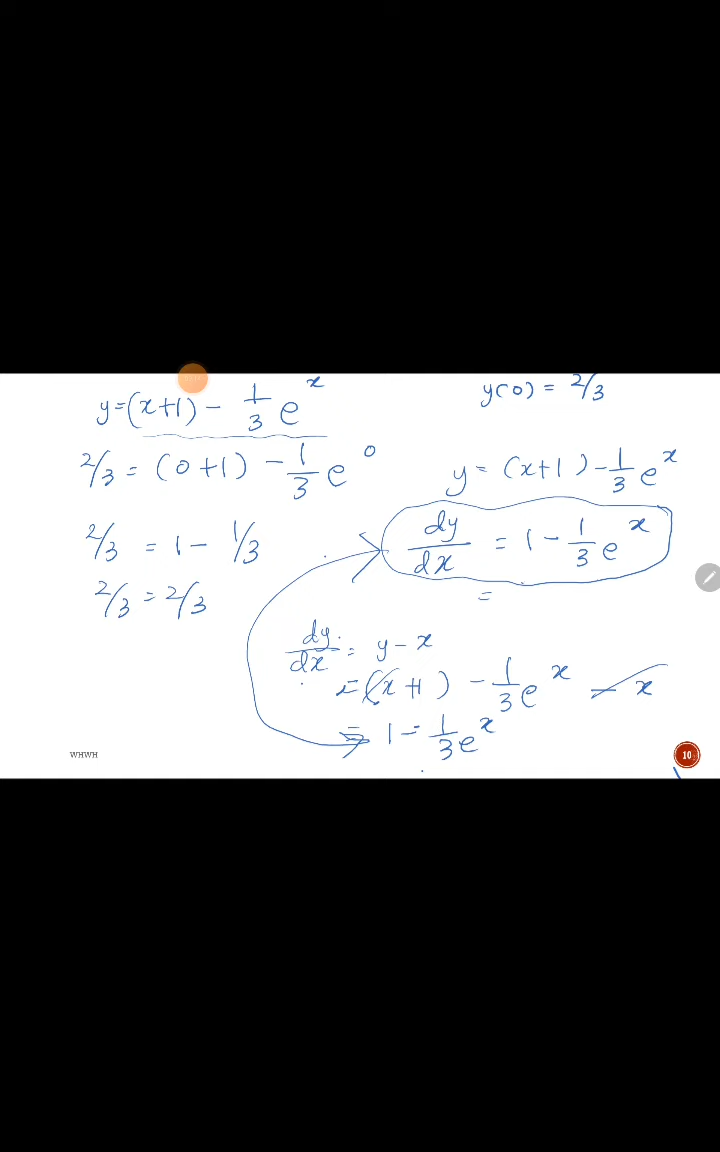 y=(x+1) - 1/3 e^x
y(0) = 2/3
2/3 = (0+1) - 1/3 e^0
y = (x+1) - 1/3 e^x
2/3 = 1 - 1/3
dy/dx = 1 - 1/3 e^x
2/3 = 2/3
=
dy/dx = y - x
= (x+1) - 1/3 e^x - x
= 1 - 1/3 e^x
WHWH
10